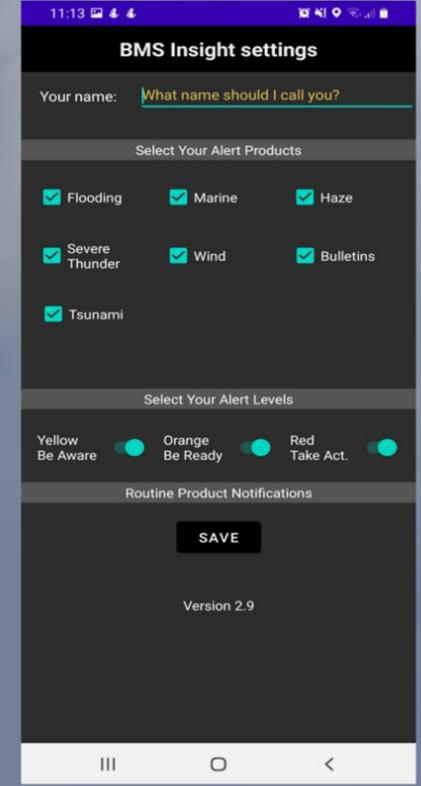 11:13
BMS Insight settings
Your name: What name should I call you?
Select Your Alert Products
Flooding Marine Haze
Severe Thunder Wind Bulletins
Tsunami
Select Your Alert Levels
Yellow Orange Red
Be Aware Be Ready Take Act.
Routine Product Notifications
SAVE
Version 2.9